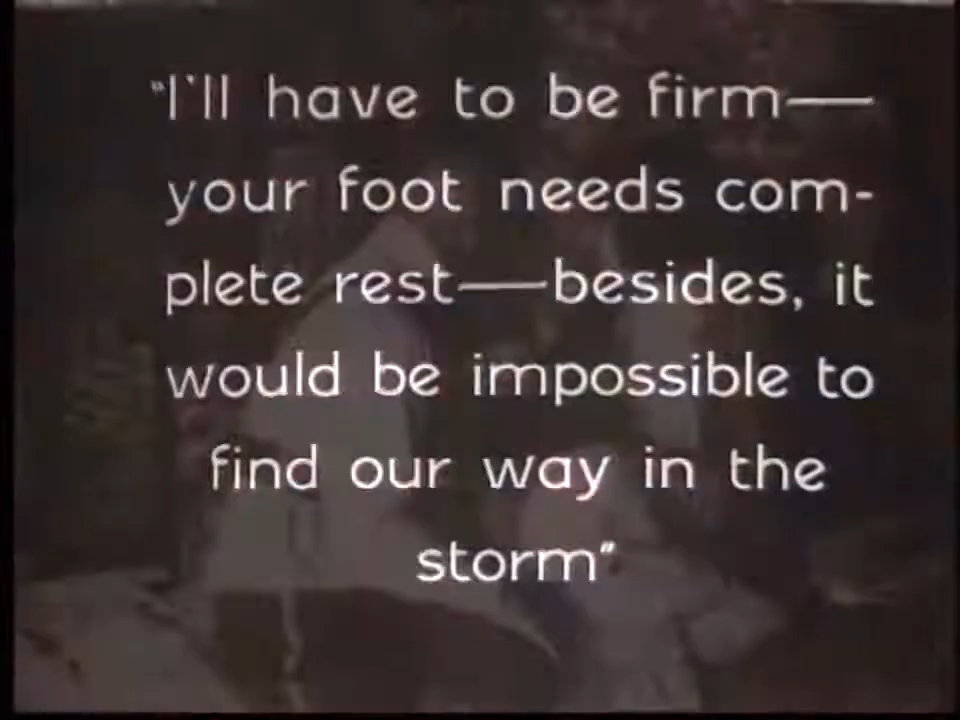 "I'll have to be firm—
your foot needs com-
plete rest—besides, it
would be impossible to
find our way in the
storm"